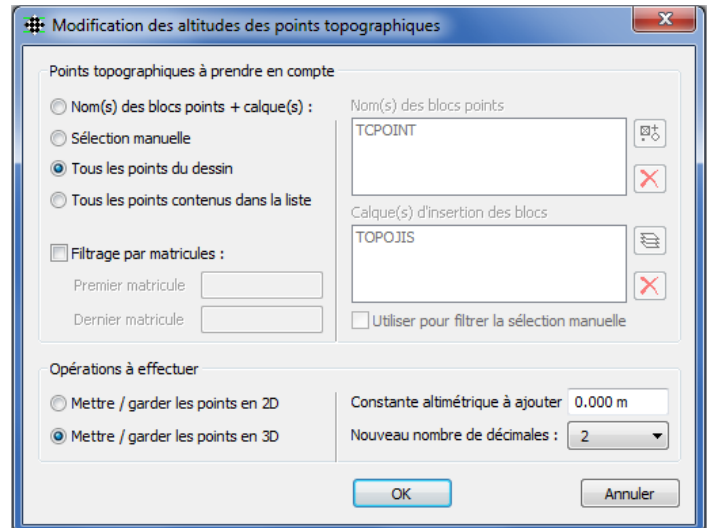 Modification des altitudes des points topographiques
Points topographiques à prendre en compte
Nom(s) des blocs points + calque(s) :
Sélection manuelle
Tous les points du dessin
Tous les points contenus dans la liste
Filtrage par matricules :
Premier matricule
Dernier matricule
Nom(s) des blocs points
TCPOINT
Calque(s) d'insertion des blocs
TOPOJIS
Utiliser pour filtrer la sélection manuelle
Opérations à effectuer
Mettre / garder les points en 2D
Mettre / garder les points en 3D
Constante altimétrique à ajouter 0.000 m
Nouveau nombre de décimales : 2
OK
Annuler